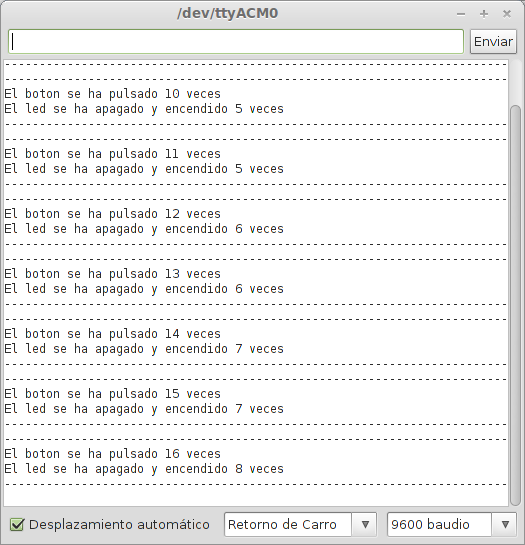 /dev/ttyACM0
Enviar
--------------------------------------------------------------------
--------------------------------------------------------------------
El boton se ha pulsado 10 veces
El led se ha apagado y encendido 5 veces
--------------------------------------------------------------------
--------------------------------------------------------------------
El boton se ha pulsado 11 veces
El led se ha apagado y encendido 5 veces
--------------------------------------------------------------------
--------------------------------------------------------------------
El boton se ha pulsado 12 veces
El led se ha apagado y encendido 6 veces
--------------------------------------------------------------------
--------------------------------------------------------------------
El boton se ha pulsado 13 veces
El led se ha apagado y encendido 6 veces
--------------------------------------------------------------------
--------------------------------------------------------------------
El boton se ha pulsado 14 veces
El led se ha apagado y encendido 7 veces
--------------------------------------------------------------------
--------------------------------------------------------------------
El boton se ha pulsado 15 veces
El led se ha apagado y encendido 7 veces
--------------------------------------------------------------------
--------------------------------------------------------------------
El boton se ha pulsado 16 veces
El led se ha apagado y encendido 8 veces
--------------------------------------------------------------------
Desplazamiento automático Retorno de Carro 9600 baudio